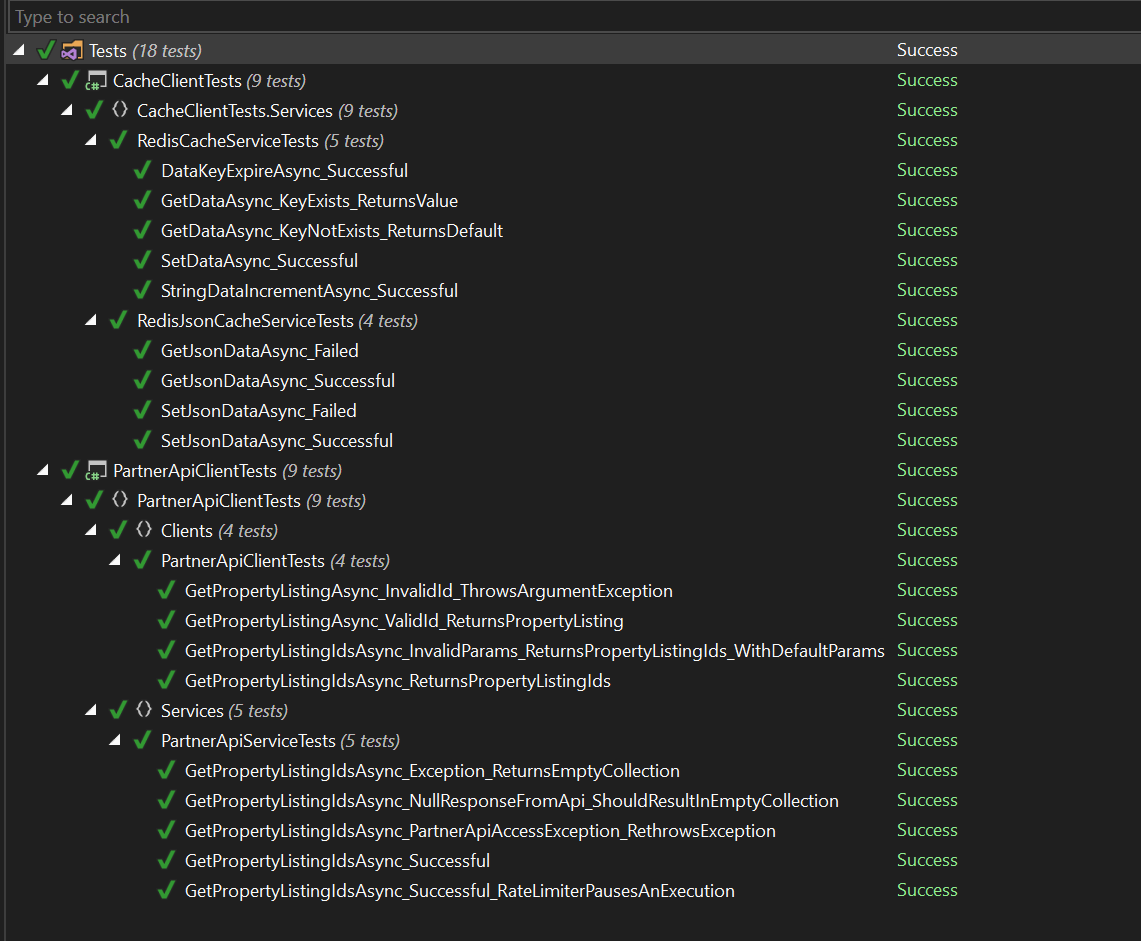 Type to search
Tests (18 tests) Success
C# CacheClientTests (9 tests) Success
CacheClientTests.Services (9 tests) Success
RedisCacheServiceTests (5 tests) Success
DataKeyExpireAsync_Successful Success
GetDataAsync_KeyExists_ReturnsValue Success
GetDataAsync_KeyNotExists_ReturnsDefault Success
SetDataAsync_Successful Success
StringDataIncrementAsync_Successful Success
RedisJsonCacheServiceTests (4 tests) Success
GetJsonDataAsync_Failed Success
GetJsonDataAsync_Successful Success
SetJsonDataAsync_Failed Success
SetJsonDataAsync_Successful Success
C# PartnerApiClientTests (9 tests) Success
PartnerApiClientTests (9 tests) Success
Clients (4 tests) Success
PartnerApiClientTests (4 tests) Success
GetPropertyListingAsync_InvalidId_ThrowsArgumentException Success
GetPropertyListingAsync_ValidId_ReturnsPropertyListing Success
GetPropertyListingIdsAsync_InvalidParams_ReturnsPropertyListingIds_WithDefaultParams Success
GetPropertyListingIdsAsync_ReturnsPropertyListingIds Success
Services (5 tests) Success
PartnerApiServiceTests (5 tests) Success
GetPropertyListingIdsAsync_Exception_ReturnsEmptyCollection Success
GetPropertyListingIdsAsync_NullResponseFromApi_ShouldResultInEmptyCollection Success
GetPropertyListingIdsAsync_PartnerApiAccessException_RethrowsException Success
GetPropertyListingIdsAsync_Successful Success
GetPropertyListingIdsAsync_Successful_RateLimiterPausesAnExecution Success